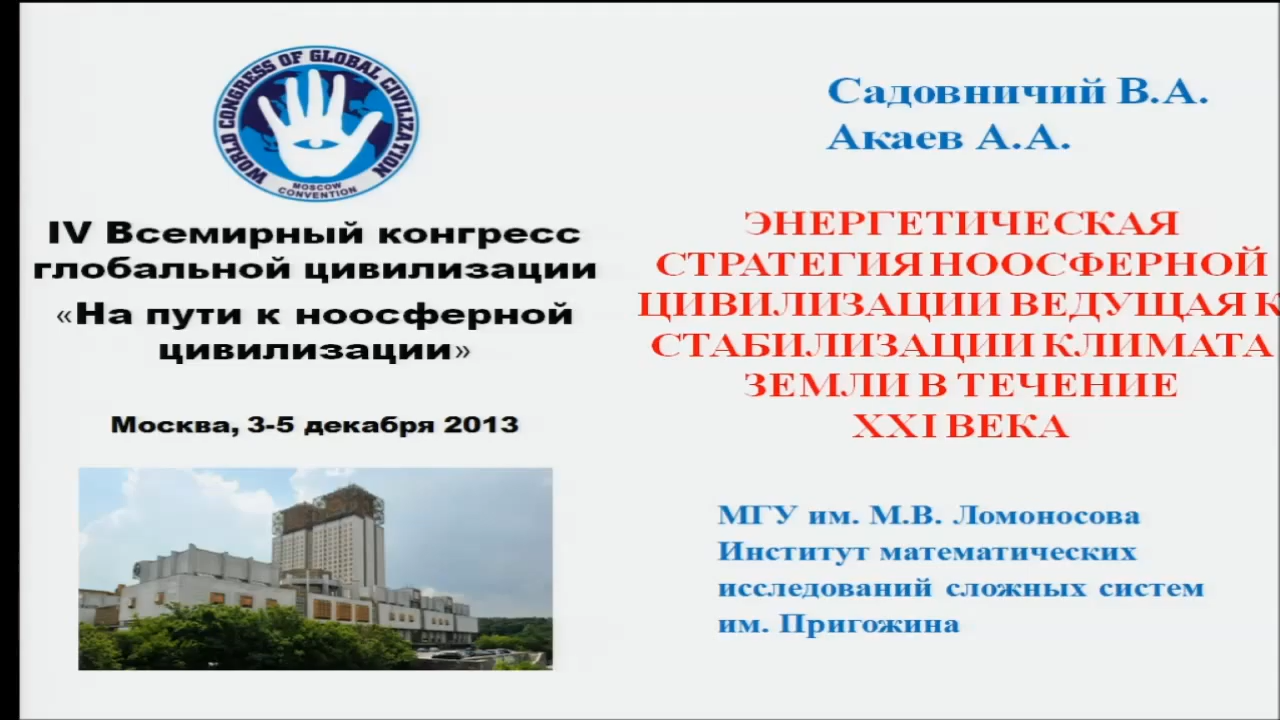 WORLD CONGRESS OF GLOBAL CIVILIZATION
MOSCOW
CONVENTION
IV Всемирный конгресс
глобальной цивилизации
«На пути к ноосферной
цивилизации»
Москва, 3-5 декабря 2013
Садовничий В.А.
Акаев А.А.
ЭНЕРГЕТИЧЕСКАЯ
СТРАТЕГИЯ НООСФЕРНОЙ
ЦИВИЛИЗАЦИИ ВЕДУЩАЯ К
СТАБИЛИЗАЦИИ КЛИМАТА
ЗЕМЛИ В ТЕЧЕНИЕ
XXI ВЕКА
МГУ им. М.В. Ломоносова
Институт математических
исследований сложных систем
им. Пригожина